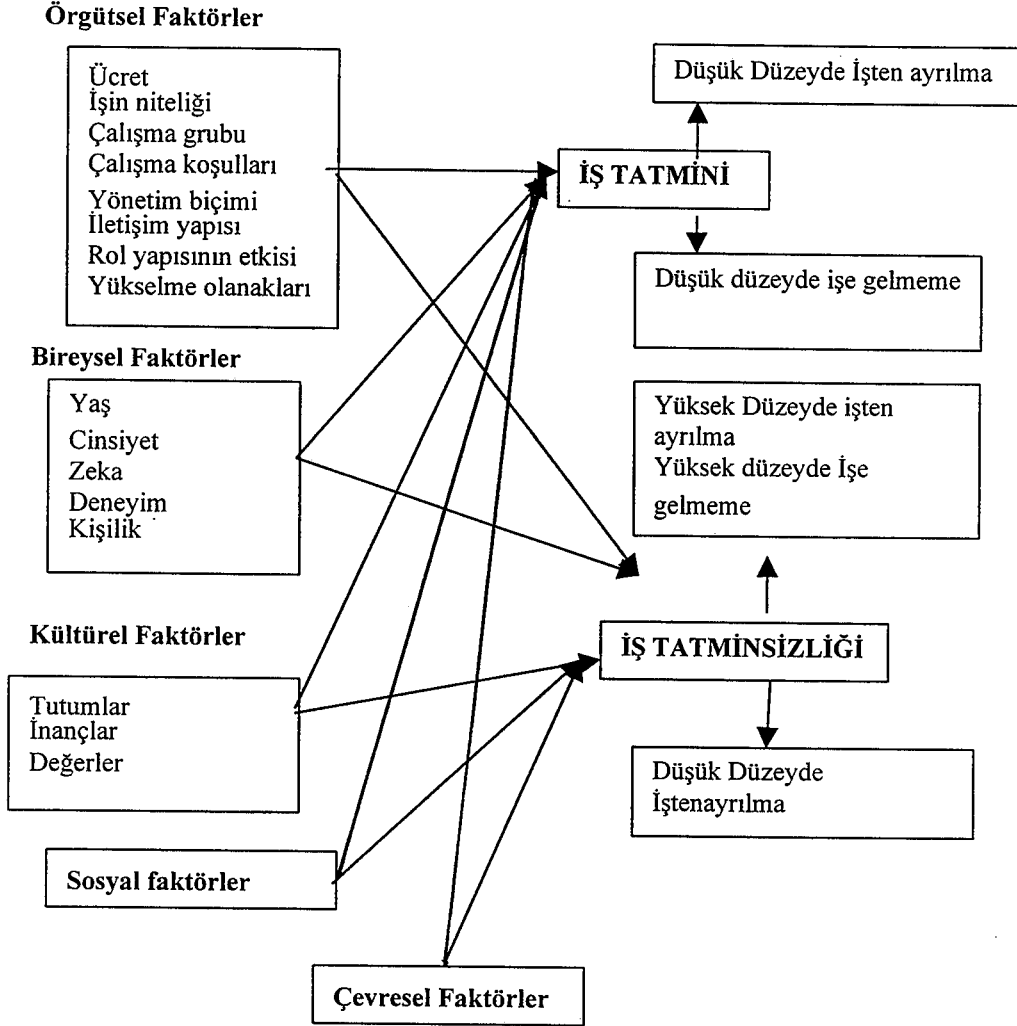 Örgütsel Faktörler
Ücret
İşin niteliği
Çalışma grubu
Çalışma koşulları
Yönetim biçimi
İletişim yapısı
Rol yapısının etkisi
Yükselme olanakları
Bireysel Faktörler
Yaş
Cinsiyet
Zeka
Deneyim
Kişilik
Kültürel Faktörler
Tutumlar
İnançlar
Değerler
Sosyal faktörler
Çevresel Faktörler
Düşük Düzeyde İşten ayrılma
İŞ TATMİNİ
Düşük düzeyde işe gelmeme
Yüksek Düzeyde işten
ayrılma
Yüksek düzeyde İşe
gelmeme
İŞ TATMİNSİZLİĞİ
Düşük Düzeyde
İştenayrılma